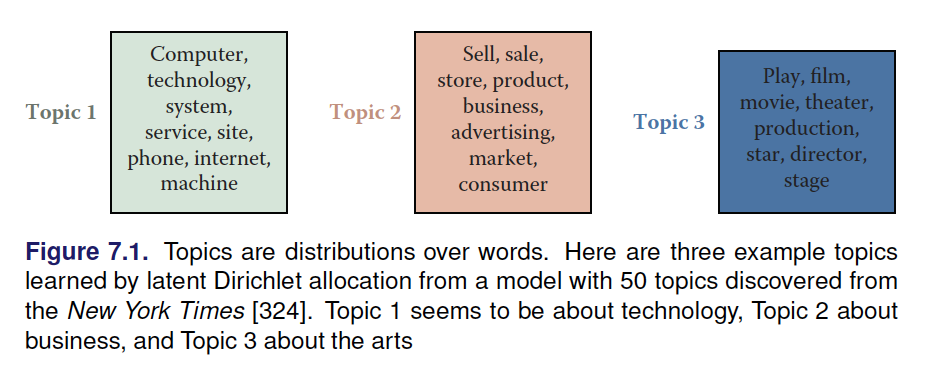 Topic 1
Computer,
technology,
system,
service, site,
phone, internet,
machine
Topic 2
Sell, sale,
store, product,
business,
advertising,
market,
consumer
Topic 3
Play, film,
movie, theater,
production,
star, director,
stage
Figure 7.1. Topics are distributions over words. Here are three example topics
learned by latent Dirichlet allocation from a model with 50 topics discovered from
the New York Times [324]. Topic 1 seems to be about technology, Topic 2 about
business, and Topic 3 about the arts